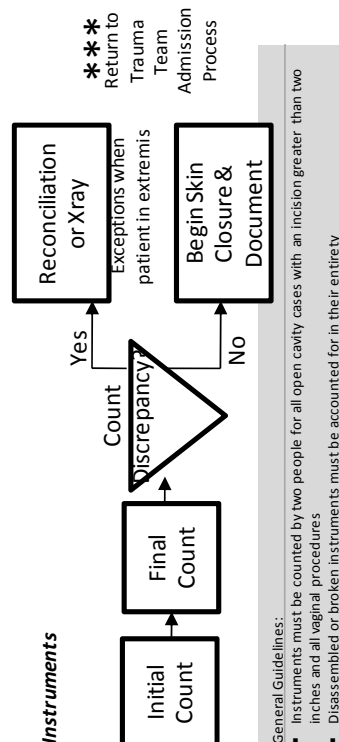 Instruments
Initial
Count
Final
Count
Count
Discrepancy?
Yes
No
Reconciliation
or Xray
Exceptions when
patient in extremis
Begin Skin
Closure &
Document
***
Return to
Trauma
Team
Admission
Process
General Guidelines:
▪ Instruments must be counted by two people for all open cavity cases with an incision greater than two
inches and all vaginal procedures
▪ Disassembled or broken instruments must be accounted for in their entirety